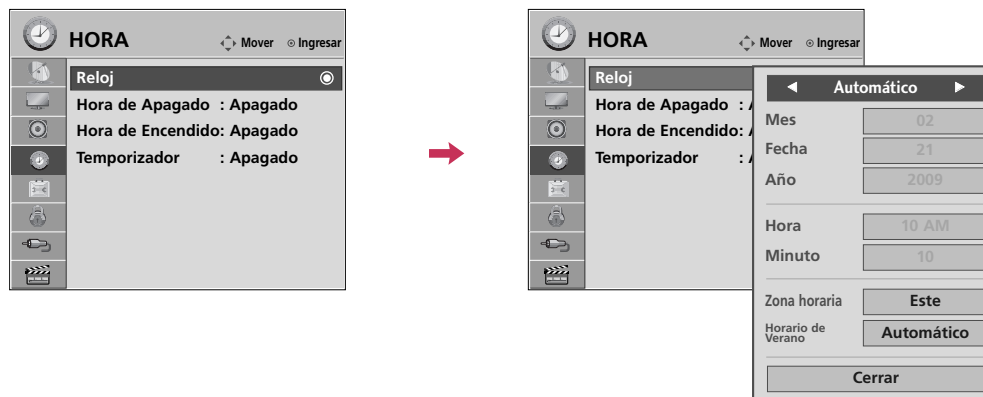 HORA Mover Ingresar
Reloj
Hora de Apagado : Apagado
Hora de Encendido: Apagado
Temporizador : Apagado
HORA Mover Ingresar
Reloj
Hora de Apagado :
Hora de Encendido:
Temporizador :
Automático
Mes 02
Fecha 21
Año 2009
Hora 10 AM
Minuto 10
Zona horaria Este
Horario de
Verano Automático
Cerrar